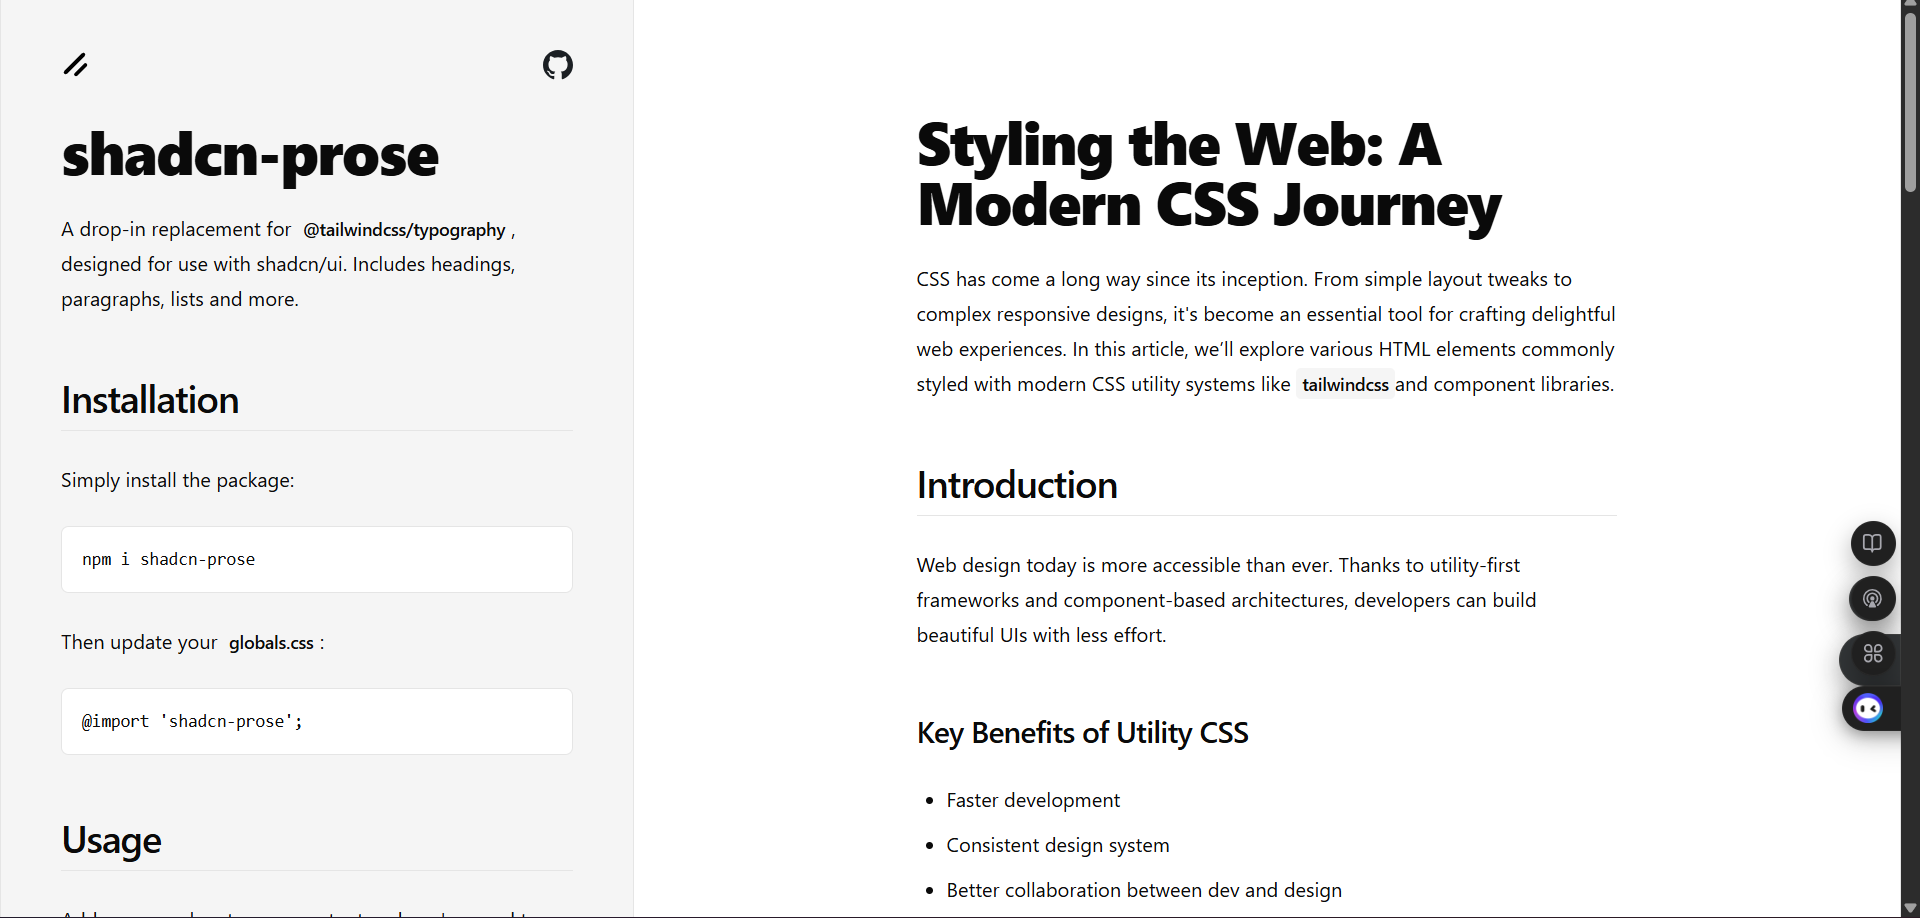 shadcn-prose
A drop-in replacement for @tailwindcss/typography ,
designed for use with shadcn/ui. Includes headings,
paragraphs, lists and more.
Installation
Simply install the package:
npm i shadcn-prose
Then update your globals.css :
@import 'shadcn-prose';
Usage
Styling the Web: A
Modern CSS Journey
CSS has come a long way since its inception. From simple layout tweaks to
complex responsive designs, it's become an essential tool for crafting delightful
web experiences. In this article, we’ll explore various HTML elements commonly
styled with modern CSS utility systems like tailwindcss and component libraries.
Introduction
Web design today is more accessible than ever. Thanks to utility-first
frameworks and component-based architectures, developers can build
beautiful UIs with less effort.
Key Benefits of Utility CSS
• Faster development
• Consistent design system
• Better collaboration between dev and design